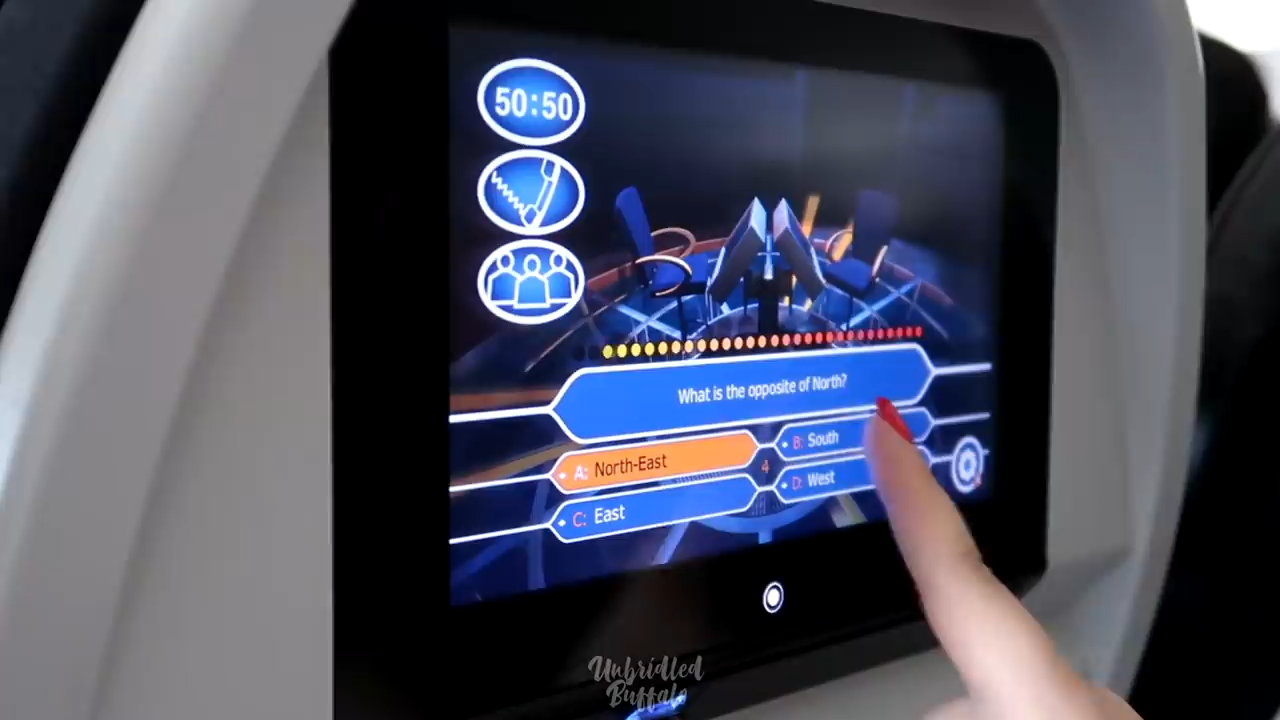 50:50
What is the opposite of North?
A: North-East
B: South
4
C: East
D: West
Unbridled
Buffalo